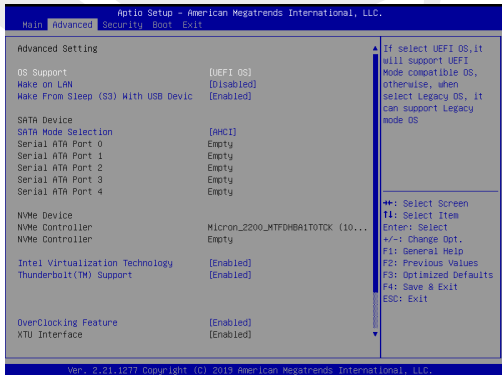 Aptio Setup – American Megatrends International, LLC.
Main Advanced Security Boot Exit
Advanced Setting
OS Support [UEFI OS]
Wake on LAN [Disabled]
Wake From Sleep (S3) With USB Devic [Enabled]
SATA Device
SATA Mode Selection [AHCI]
Serial ATA Port 0 Empty
Serial ATA Port 1 Empty
Serial ATA Port 2 Empty
Serial ATA Port 3 Empty
Serial ATA Port 4 Empty
NVMe Device
NVMe Controller Micron_2200_MTFDHBA1T0TCK (10...
NVMe Controller Empty
Intel Virtualization Technology [Enabled]
Thunderbolt(TM) Support [Enabled]
OverClocking Feature [Enabled]
XTU Interface [Enabled]
If select UEFI OS,it
will support UEFI
Mode compatible OS,
otherwise, when
select Legacy OS, it
can support Legacy
mode OS
→←: Select Screen
↑↓: Select Item
Enter: Select
+/-: Change Opt.
F1: General Help
F2: Previous Values
F3: Optimized Defaults
F4: Save & Exit
ESC: Exit
Ver. 2.21.1277 Copyright (C) 2019 American Megatrends International, LLC.